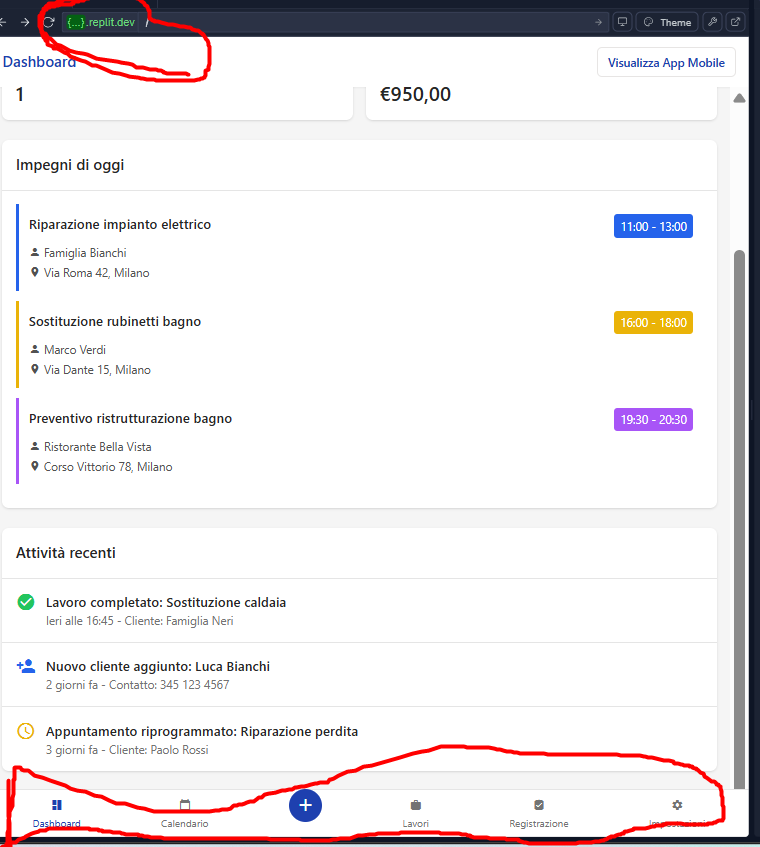 {...}.replit.dev /
Theme
Dashboard
Visualizza App Mobile
1
€950,00
Impegni di oggi
Riparazione impianto elettrico
11:00 - 13:00
Famiglia Bianchi
Via Roma 42, Milano
Sostituzione rubinetti bagno
16:00 - 18:00
Marco Verdi
Via Dante 15, Milano
Preventivo ristrutturazione bagno
19:30 - 20:30
Ristorante Bella Vista
Corso Vittorio 78, Milano
Attività recenti
Lavoro completato: Sostituzione caldaia
Ieri alle 16:45 - Cliente: Famiglia Neri
Nuovo cliente aggiunto: Luca Bianchi
2 giorni fa - Contatto: 345 123 4567
Appuntamento riprogrammato: Riparazione perdita
3 giorni fa - Cliente: Paolo Rossi
Dashboard
Calendario
Lavori
Registrazione
Impostazioni